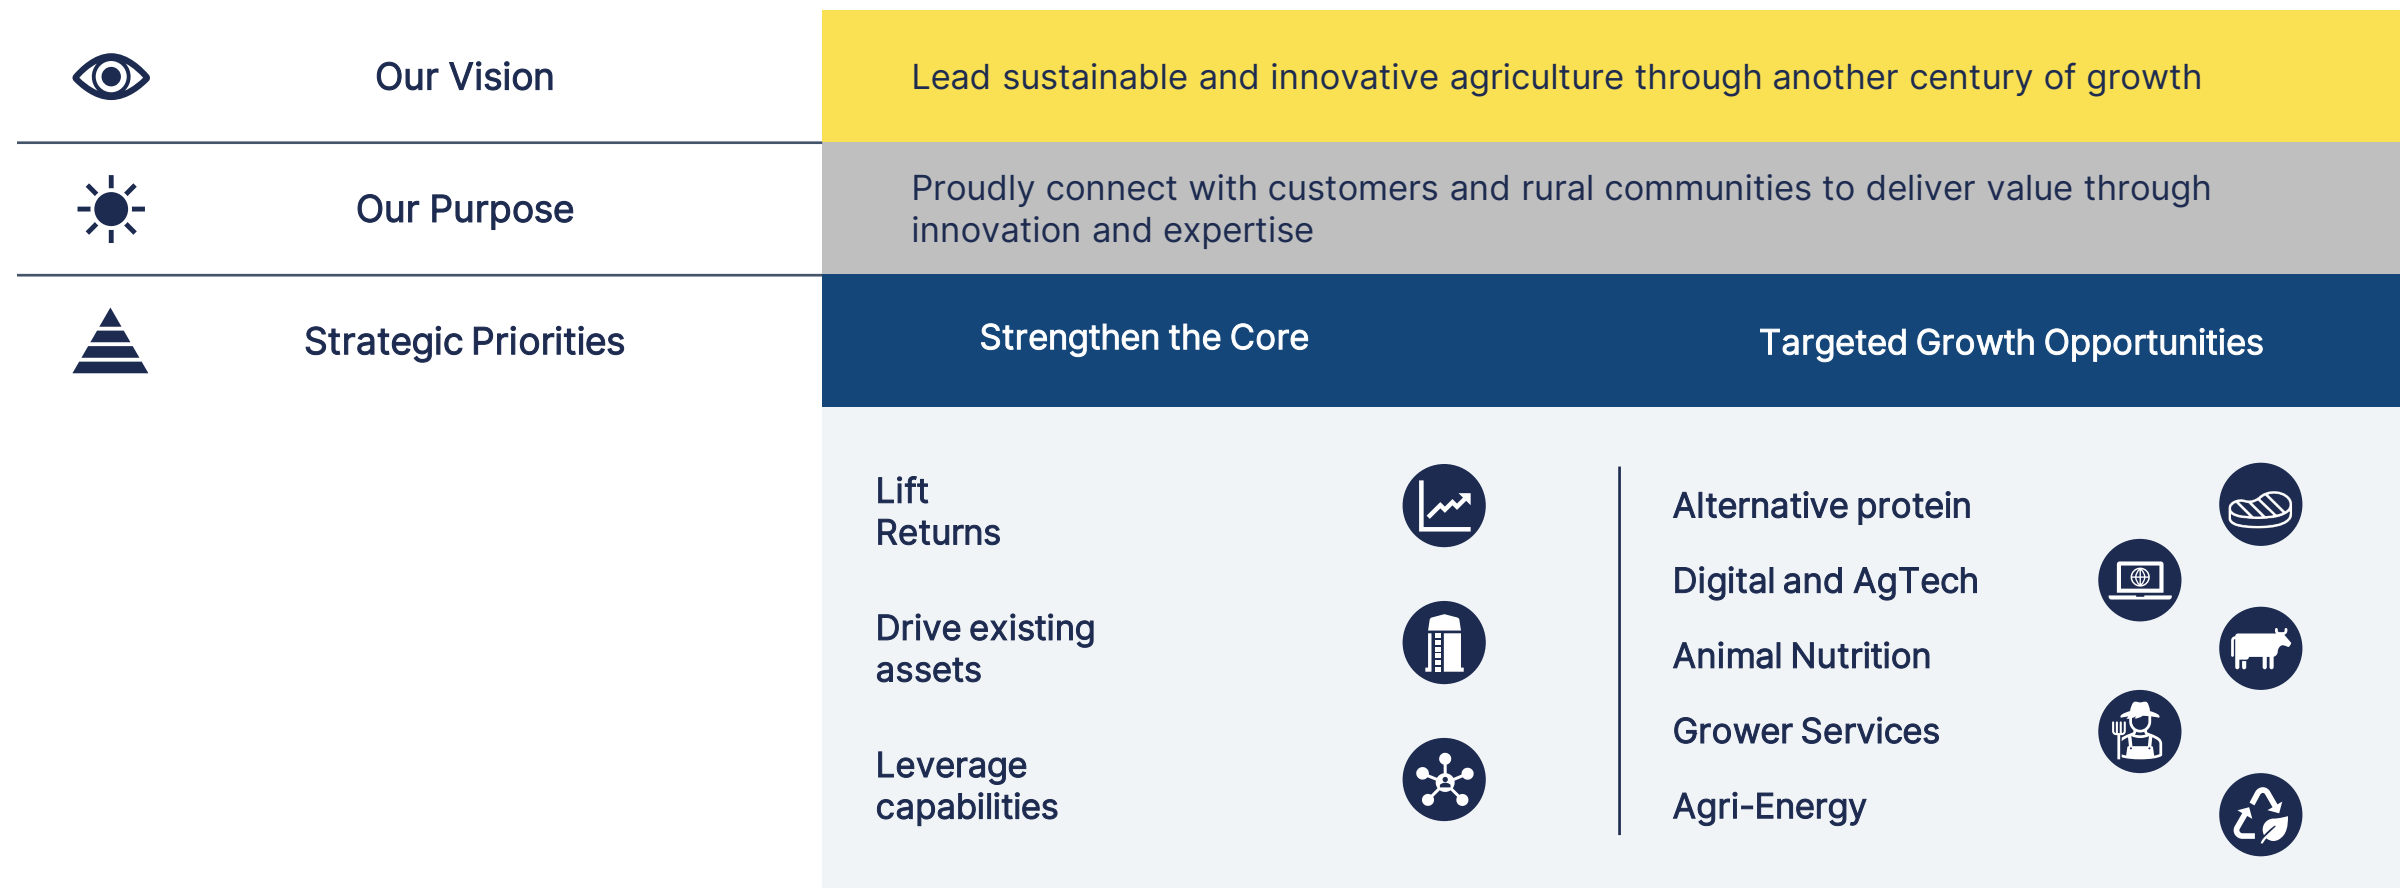 Our Vision
Lead sustainable and innovative agriculture through another century of growth
Our Purpose
Proudly connect with customers and rural communities to deliver value through
innovation and expertise
Strategic Priorities
Strengthen the Core
Targeted Growth Opportunities
Lift
Returns
Drive existing
assets
Leverage
capabilities
Alternative protein
Digital and AgTech
Animal Nutrition
Grower Services
Agri-Energy